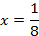 x = 1/8